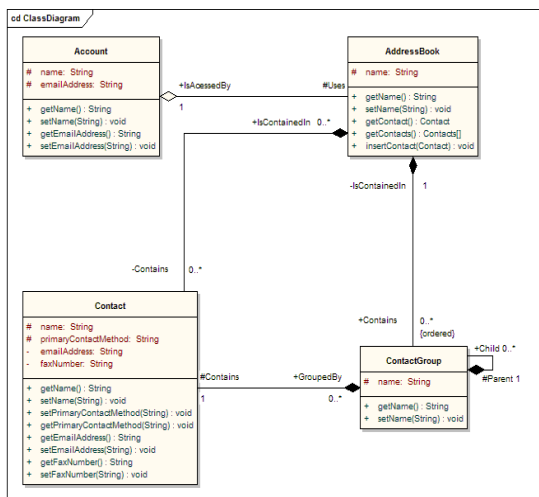 cd ClassDiagram
Account
# name: String
# emailAddress: String
+ getName() : String
+ setName(String) : void
+ getEmailAddress() : String
+ setEmailAddress(String) : void
+IsAcessedBy
1
#Uses
AddressBook
# name: String
+ getName() : String
+ setName(String) : void
+ getContact() : Contact
+ getContacts() : Contacts[]
+ insertContact(Contact) : void
+IsContainedIn 0..*
-IsContainedIn 1
-Contains 0..*
+Contains 0..*
{ordered}
Contact
# name: String
# primaryContactMethod: String
- emailAddress: String
- faxNumber: String
+ getName() : String
+ setName(String) : void
+ setPrimaryContactMethod(String) : void
+ getPrimaryContactMethod(String) : void
+ getEmailAddress() : String
+ setEmailAddress(String) : void
+ getFaxNumber() : String
+ setFaxNumber(String) : void
#Contains
1
+GroupedBy
0..*
ContactGroup
# name: String
+ getName() : String
+ setName(String) : void
+Child 0..*
#Parent 1